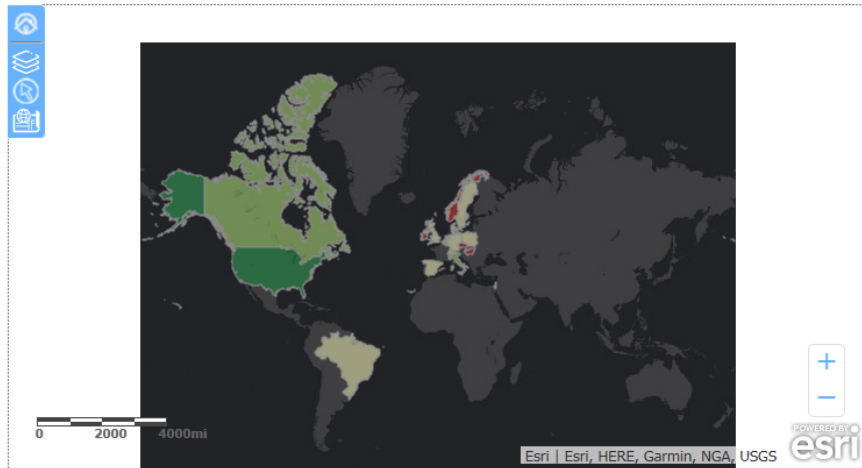 0 2000 4000mi
Esri | Esri, HERE, Garmin, NGA, USGS
POWERED BY
esri